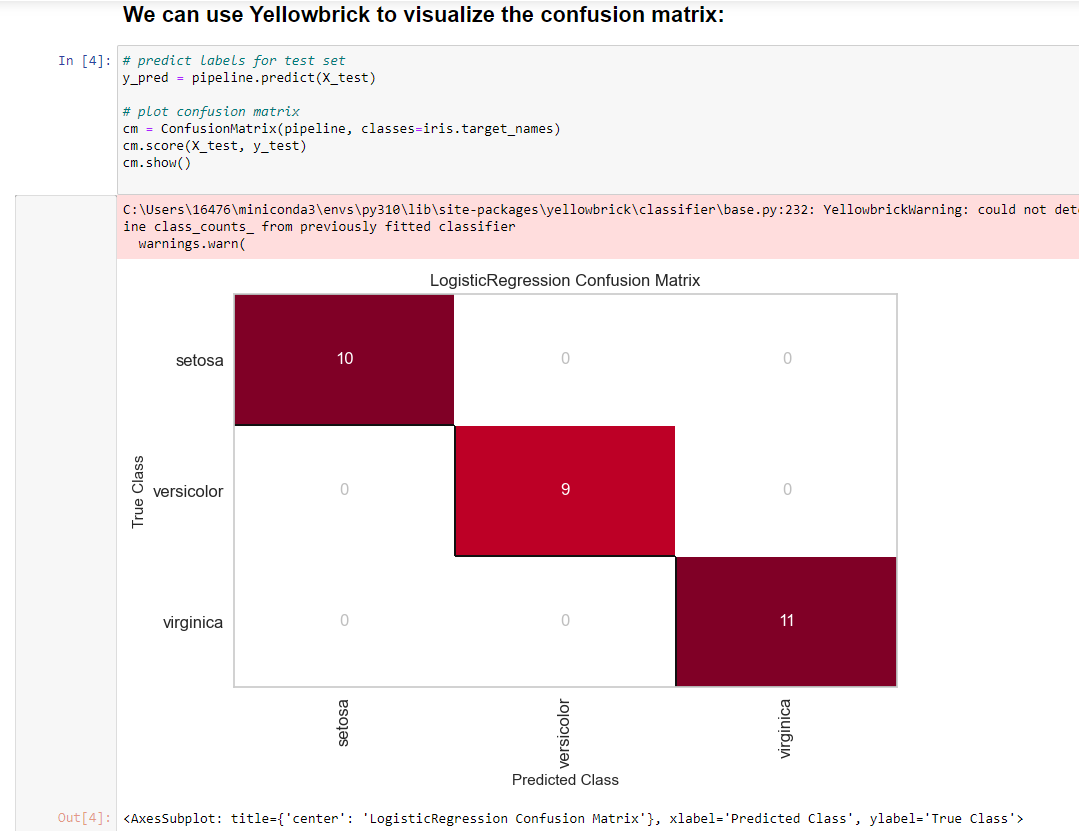 We can use Yellowbrick to visualize the confusion matrix:
In [4]: # predict labels for test set
y_pred = pipeline.predict(X_test)
# plot confusion matrix
cm = ConfusionMatrix(pipeline, classes=iris.target_names)
cm.score(X_test, y_test)
cm.show()
C:\Users\16476\miniconda3\envs\py310\lib\site-packages\yellowbrick\classifier\base.py:232: YellowbrickWarning: could not dete
ine class_counts_ from previously fitted classifier
warnings.warn(
LogisticRegression Confusion Matrix
setosa 10 0 0
True Class
versicolor 0 9 0
virginica 0 0 11
setosa versicolor virginica
Predicted Class
Out[4]: <AxesSubplot: title={'center': 'LogisticRegression Confusion Matrix'}, xlabel='Predicted Class', ylabel='True Class'>